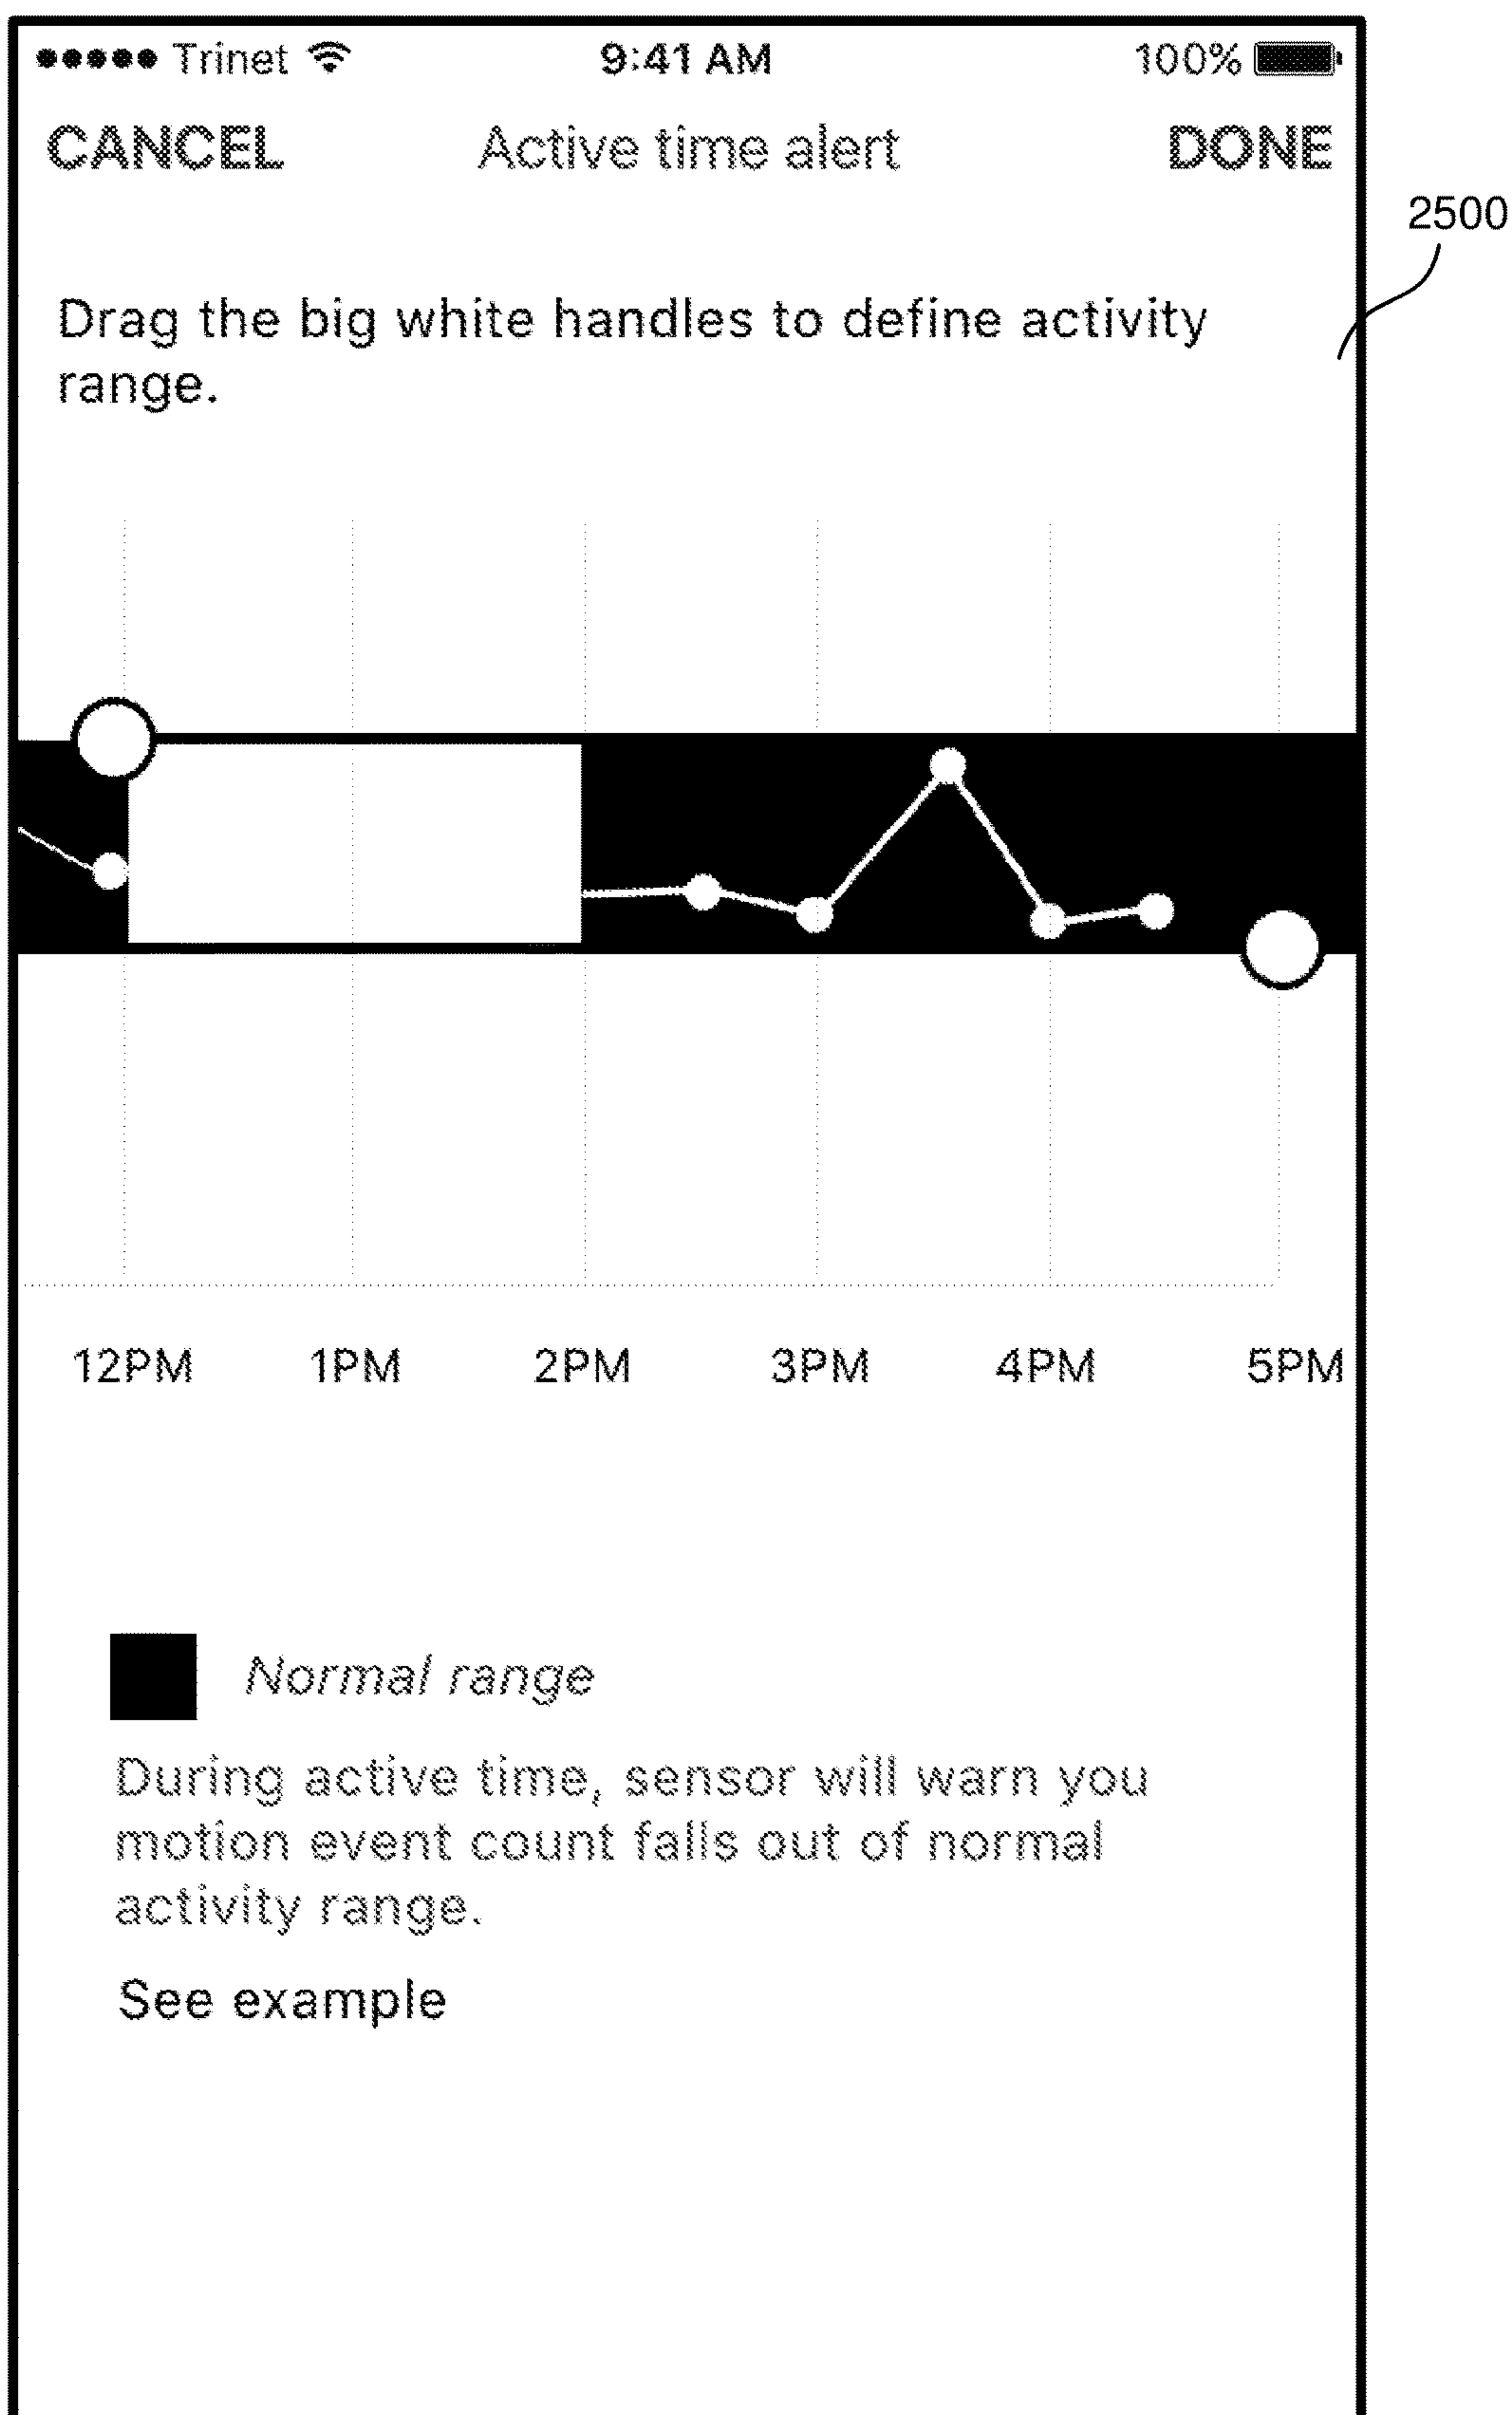 Trinet 9:41 AM 100%
CANCEL Active time alert DONE
2500
Drag the big white handles to define activity
range.
12PM 1PM 2PM 3PM 4PM 5PM
Normal range
During active time, sensor will warn you
motion event count falls out of normal
activity range.
See example